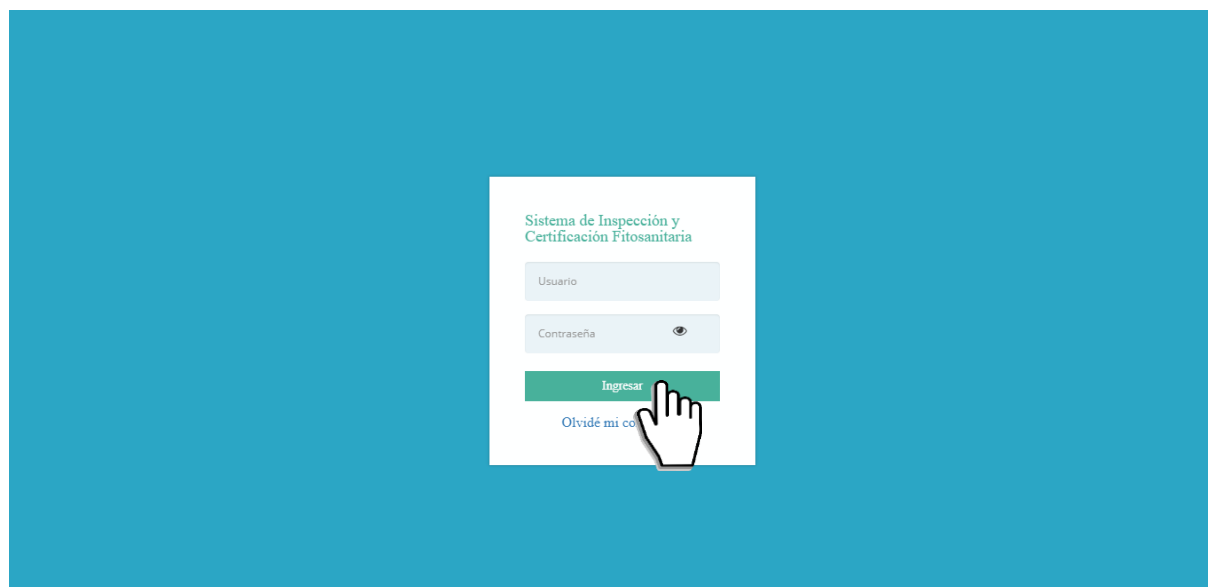 Sistema de Inspección y
Certificación Fitosanitaria
Usuario
Contraseña
Ingresar
Olvidé mi